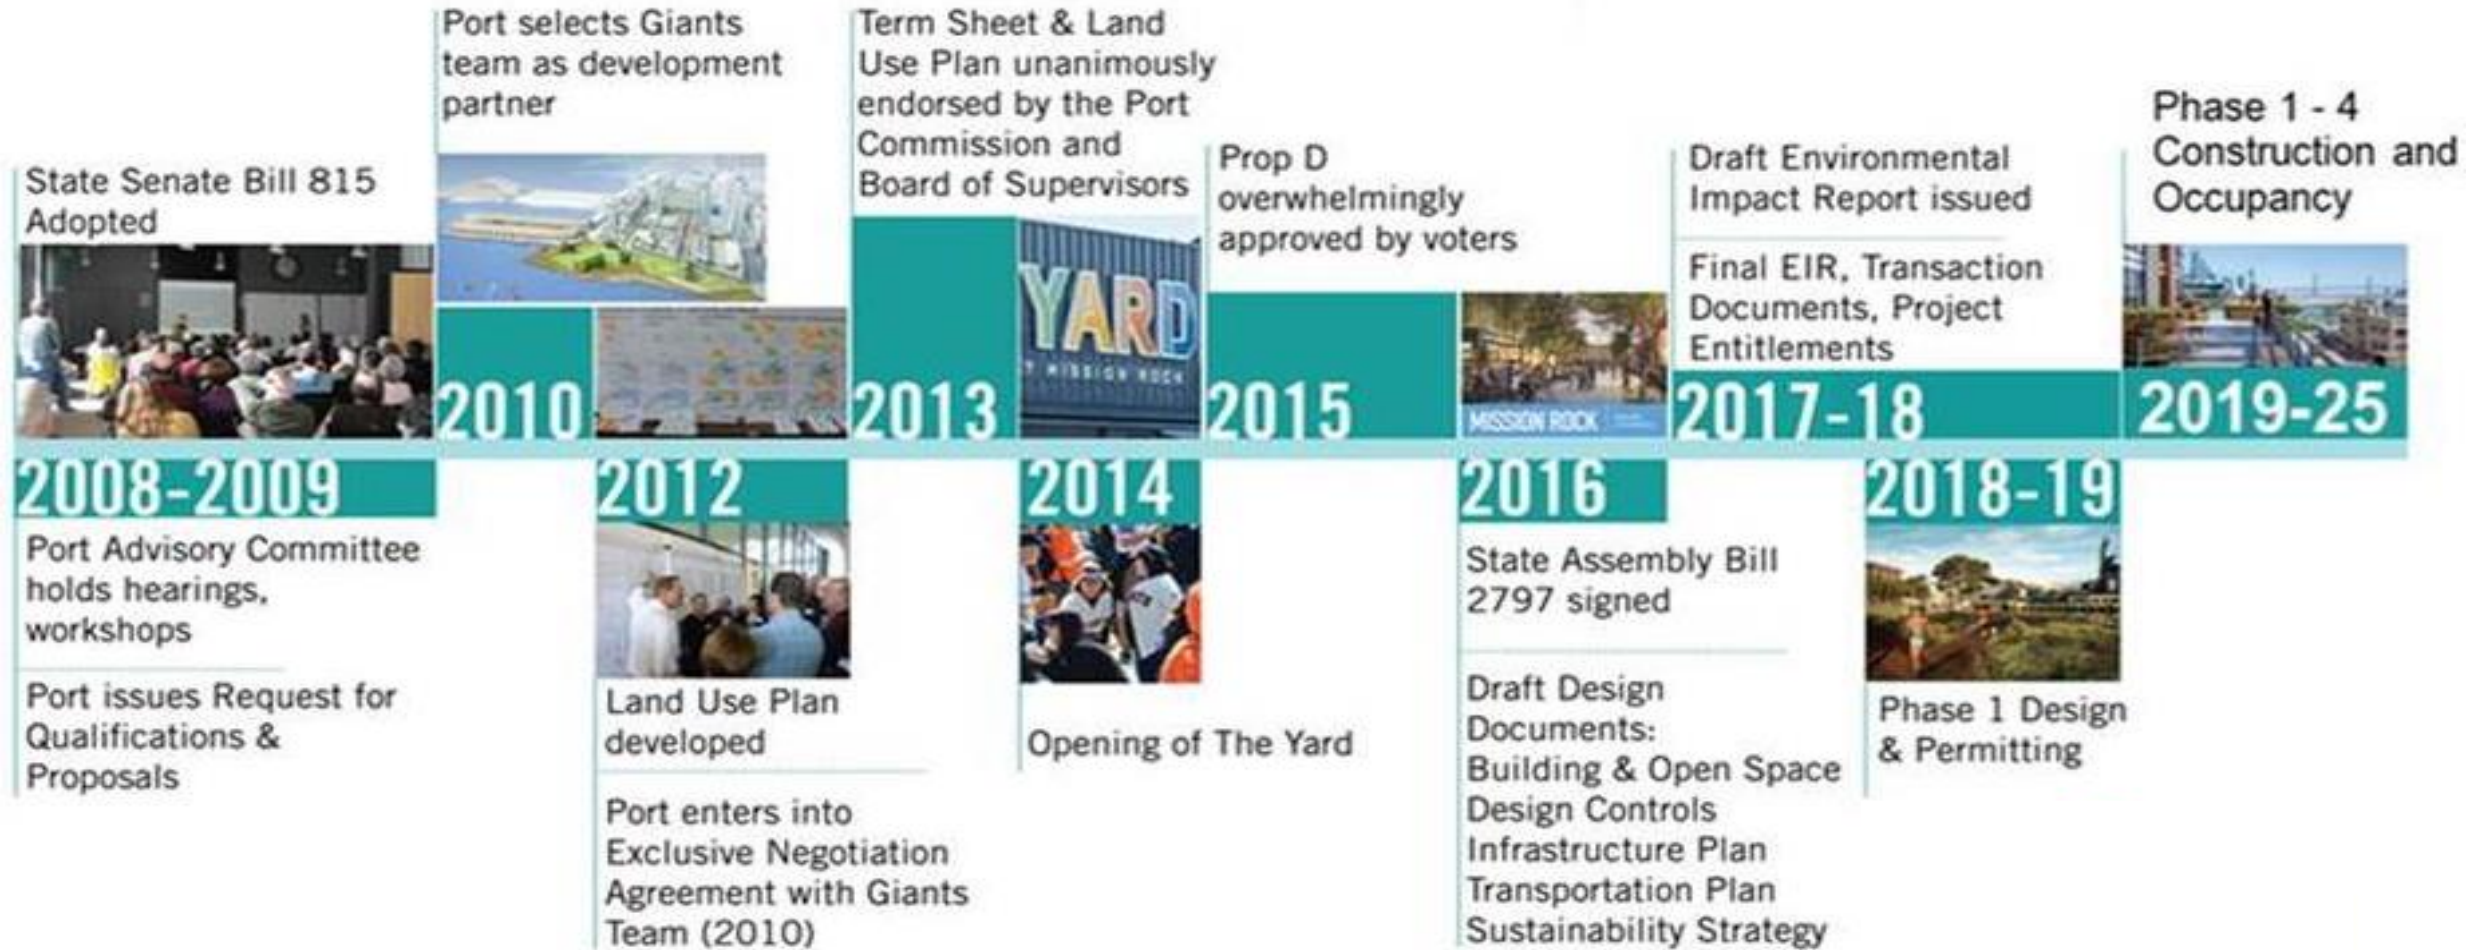 State Senate Bill 815
Adopted
2008-2009
Port Advisory Committee
holds hearings,
workshops
Port issues Request for
Qualifications &
Proposals
Port selects Giants
team as development
partner
2010
2012
Land Use Plan
developed
Port enters into
Exclusive Negotiation
Agreement with Giants
Team (2010)
Term Sheet & Land
Use Plan unanimously
endorsed by the Port
Commission and
Board of Supervisors
2013
YARD
MISSION ROCK
2014
Opening of The Yard
Prop D
overwhelmingly
approved by voters
2015
MISSION ROCK
2016
State Assembly Bill
2797 signed
Draft Design
Documents:
Building & Open Space
Design Controls
Infrastructure Plan
Transportation Plan
Sustainability Strategy
Draft Environmental
Impact Report issued
Final EIR, Transaction
Documents, Project
Entitlements
2017-18
2018-19
Phase 1 Design
& Permitting
Phase 1 - 4
Construction and
Occupancy
2019-25